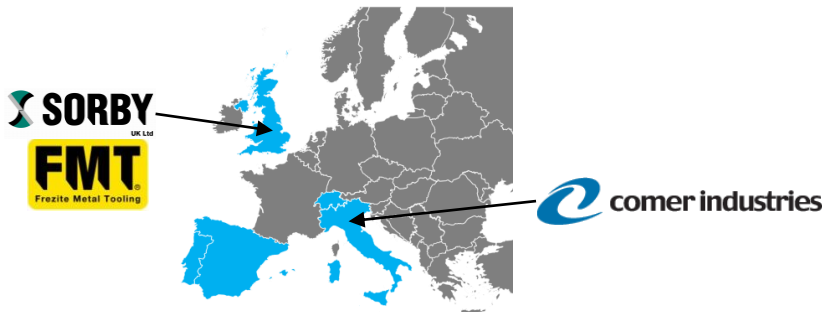 SORBY
UK Ltd
FMT®
Frezite Metal Tooling
comer industries